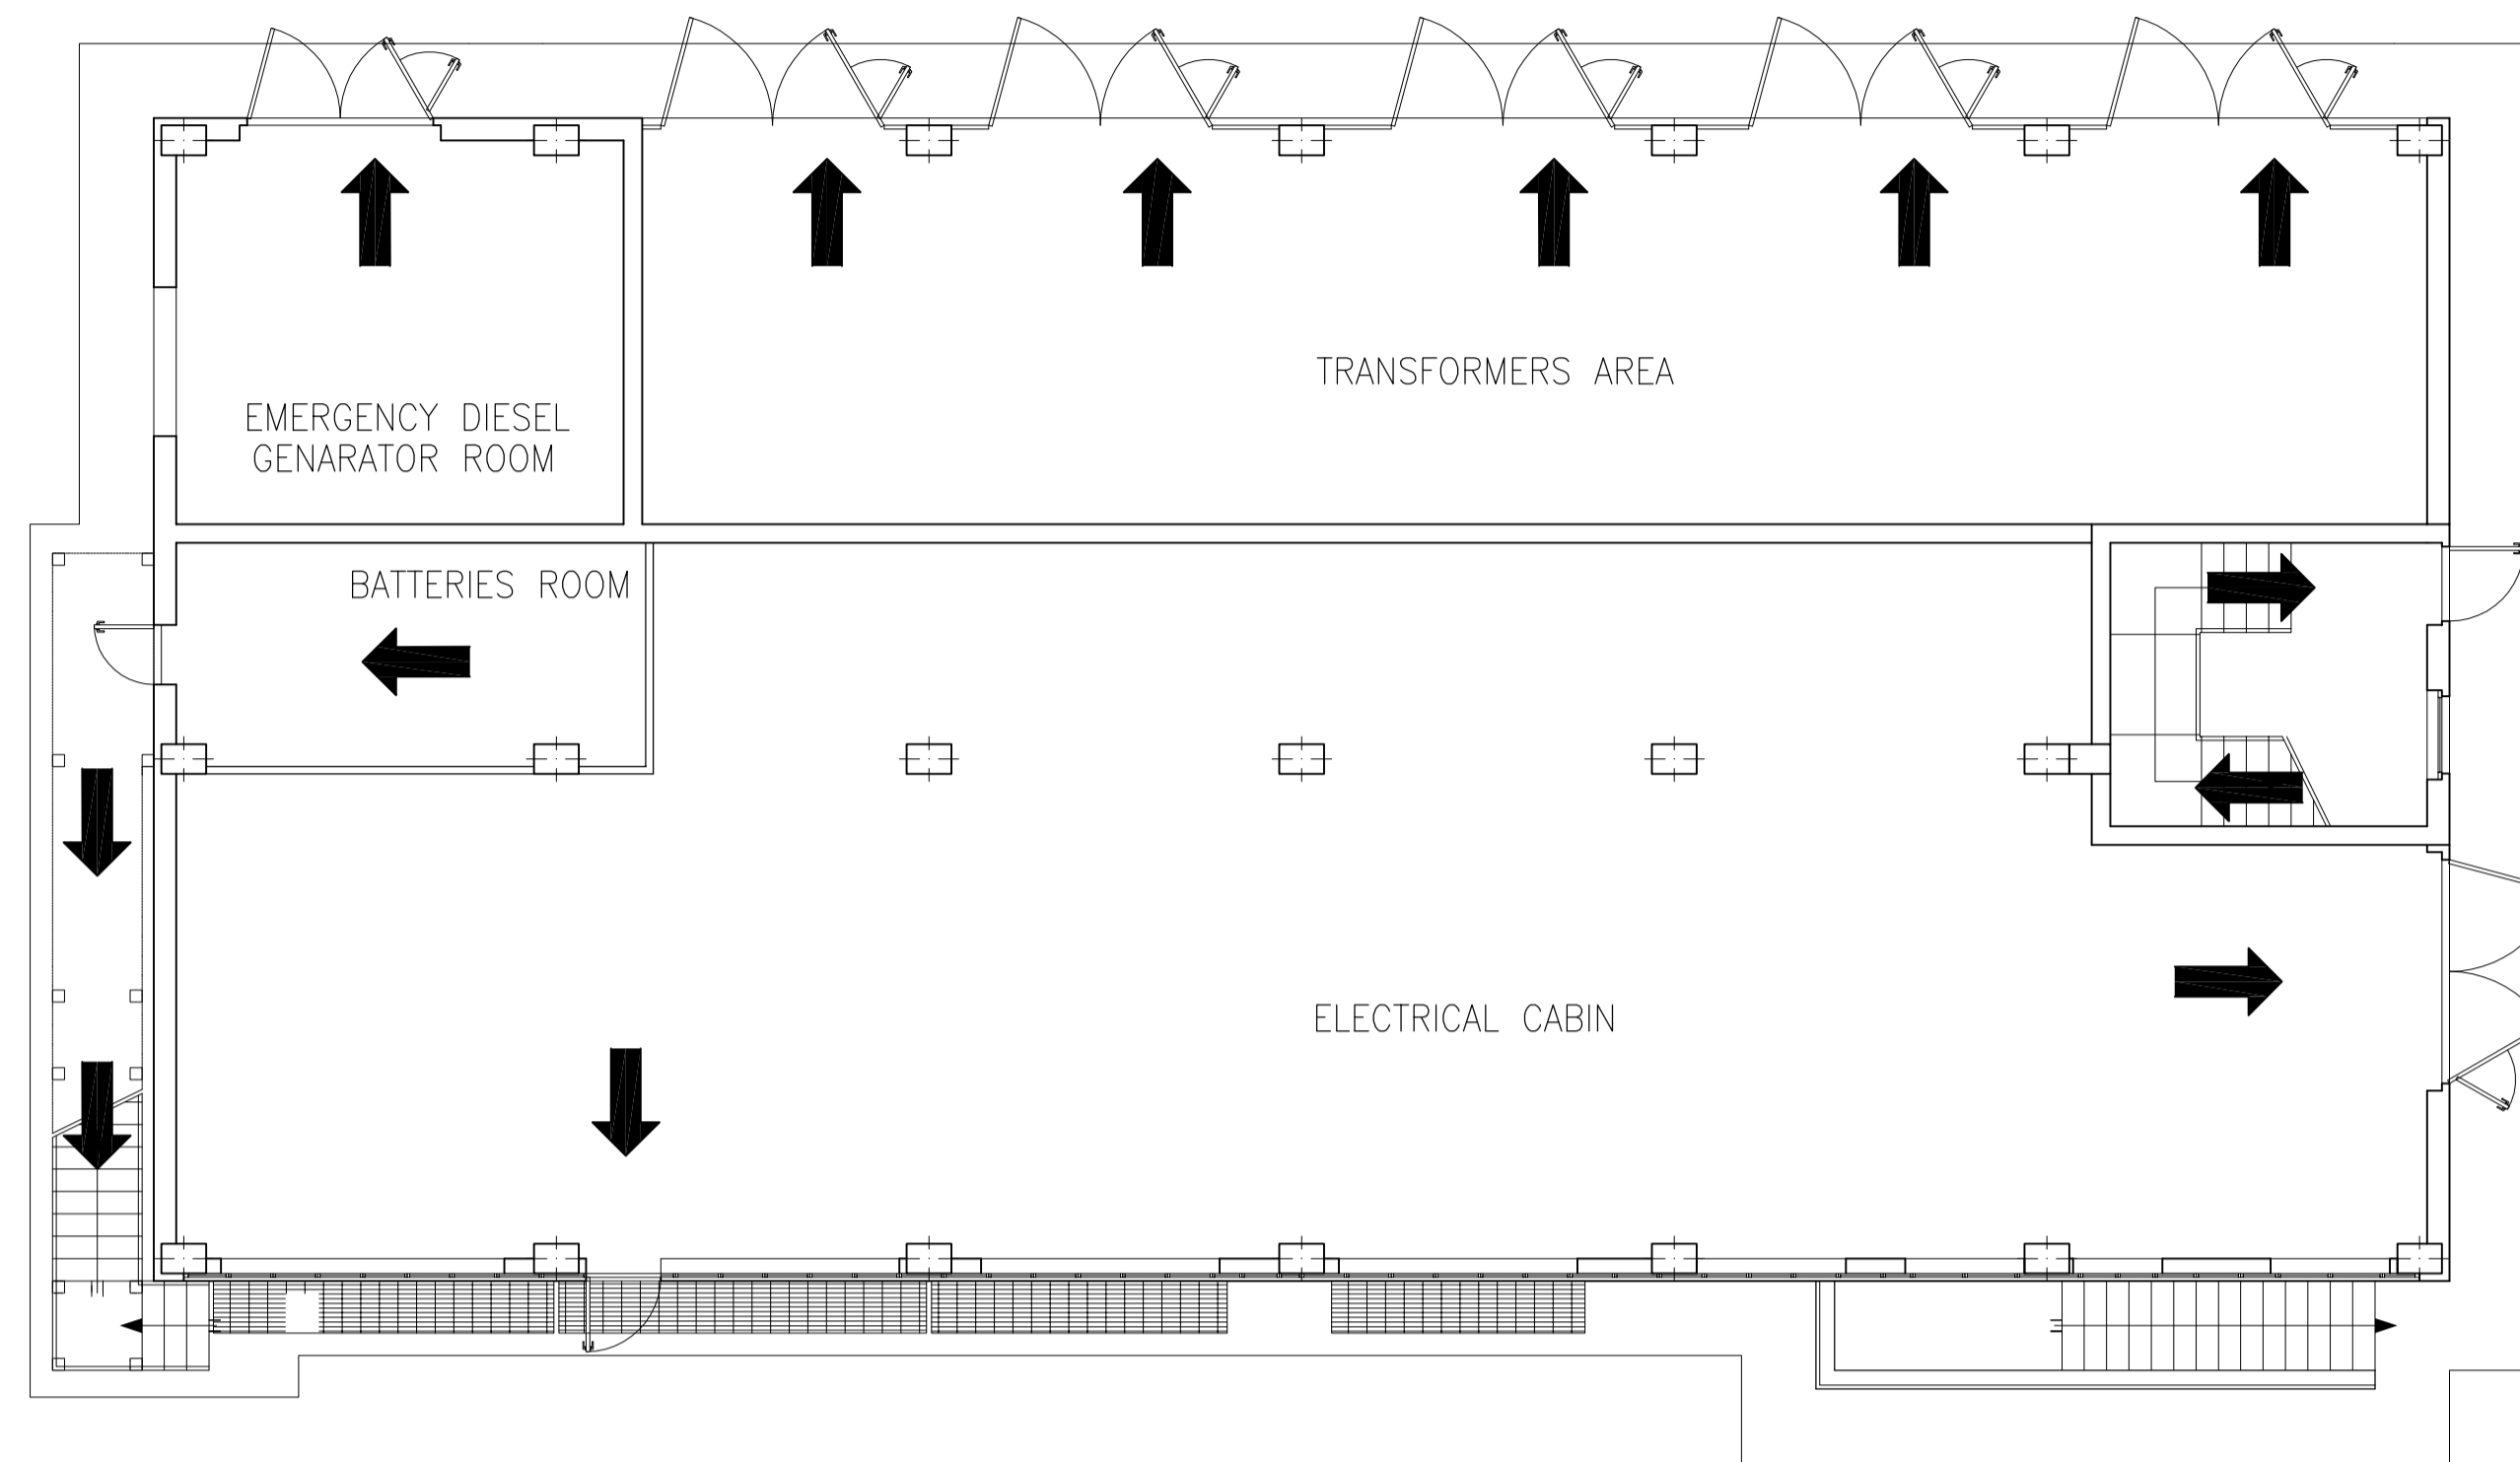 TRANSFORMERS AREA
EMERGENCY DIESEL
GENARATOR ROOM
BATTERIES ROOM
ELECTRICAL CABIN